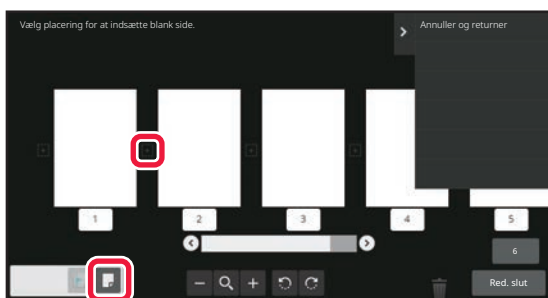 Vælg placering for at indsætte blank side.
Annuller og returner
1
2
3
4
5
6
Red. slut